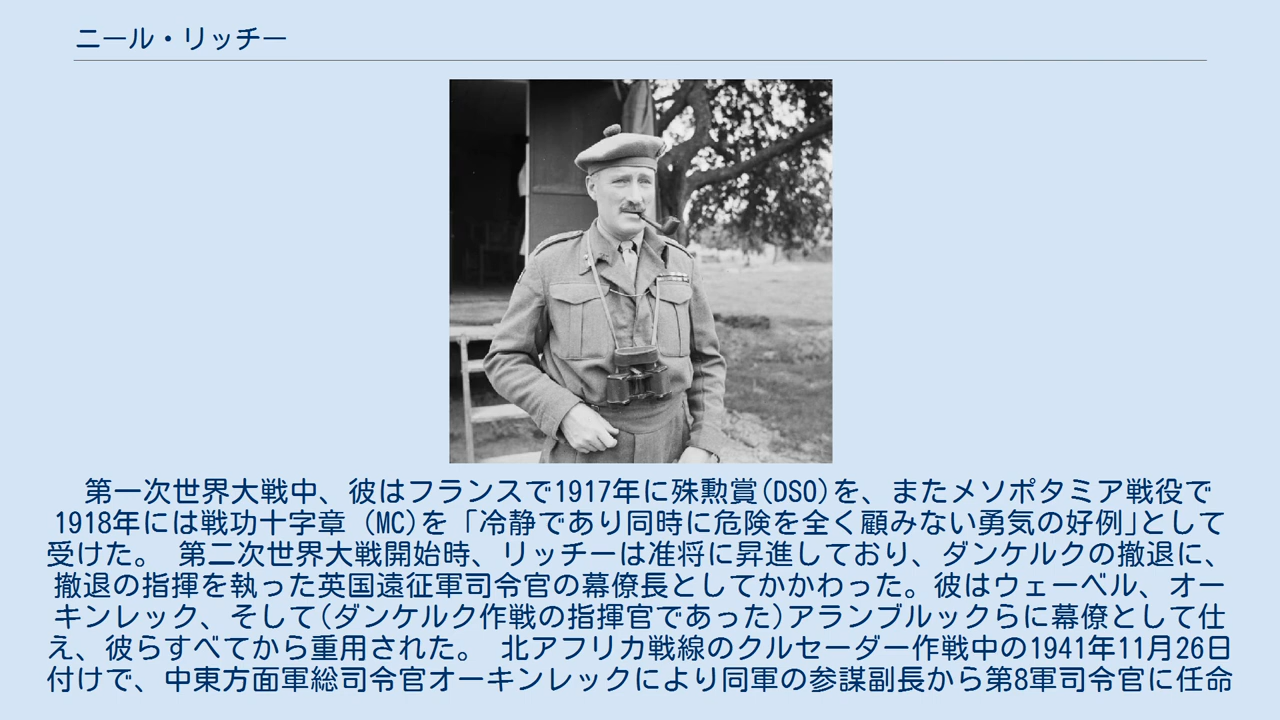 ニール・リッチー
第一次世界大戦中、彼はフランスで1917年に殊勲賞(DSO)を、またメソポタミア戦役で
1918年には戦功十字章 (MC)を「冷静であり同時に危険を全く顧みない勇気の好例」として
受けた。 第二次世界大戦開始時、リッチーは准将に昇進しており、ダンケルクの撤退に、
撤退の指揮を執った英国遠征軍司令官の幕僚長としてかかわった。彼はウェーベル、オー
キンレック、そして(ダンケルク作戦の指揮官であった)アランブルックらに幕僚として仕
え、彼らすべてから重用された。 北アフリカ戦線のクルセーダー作戦中の1941年11月26日
付けで、中東方面軍総司令官オーキンレックにより同軍の参謀副長から第8軍司令官に任命